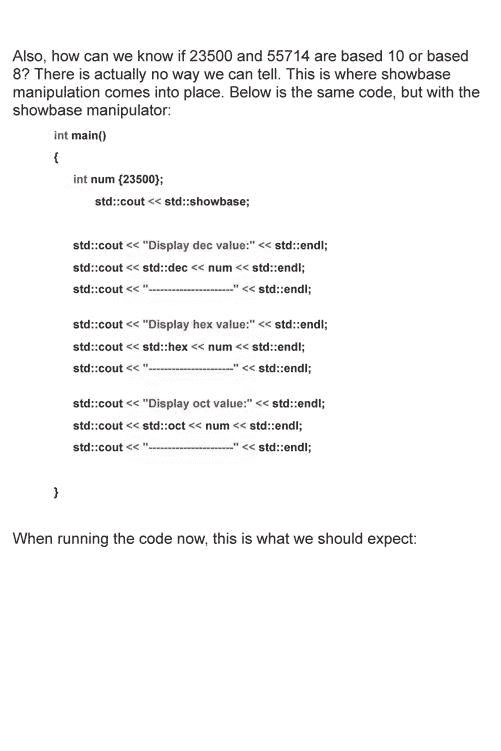 Also, how can we know if 23500 and 55714 are based 10 or based
8? There is actually no way we can tell. This is where showbase
manipulation comes into place. Below is the same code, but with the
showbase manipulator:
int main()
{
int num {23500};
std::cout << std::showbase;
std::cout << "Display dec value:" << std::endl;
std::cout << std::dec << num << std::endl;
std::cout << "----------------------" << std::endl;
std::cout << "Display hex value:" << std::endl;
std::cout << std::hex << num << std::endl;
std::cout << "----------------------" << std::endl;
std::cout << "Display oct value:" << std::endl;
std::cout << std::oct << num << std::endl;
std::cout << "----------------------" << std::endl;
}
When running the code now, this is what we should expect: